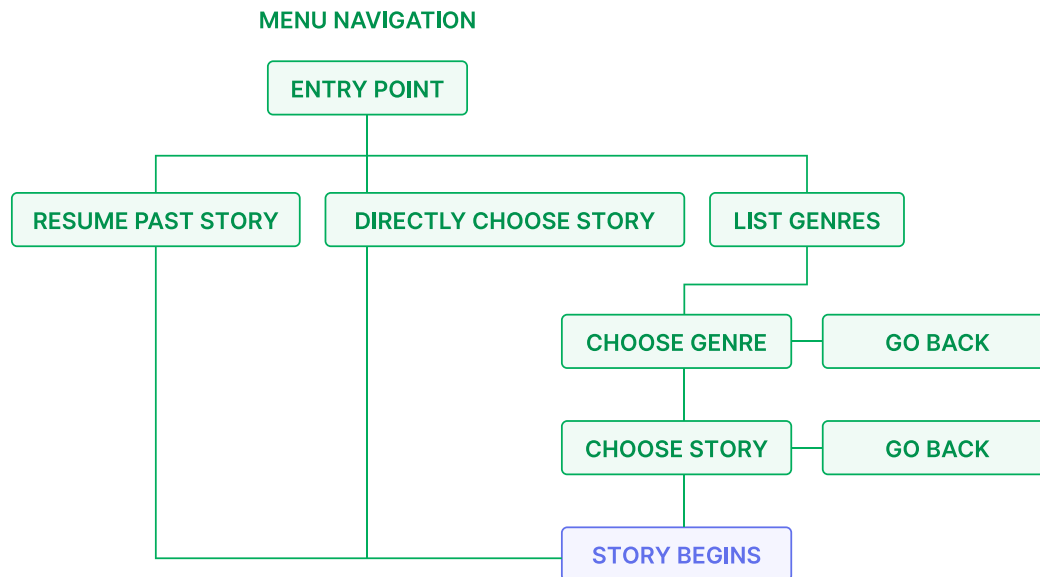 MENU NAVIGATION
ENTRY POINT
RESUME PAST STORY
DIRECTLY CHOOSE STORY
LIST GENRES
CHOOSE GENRE
GO BACK
CHOOSE STORY
GO BACK
STORY BEGINS